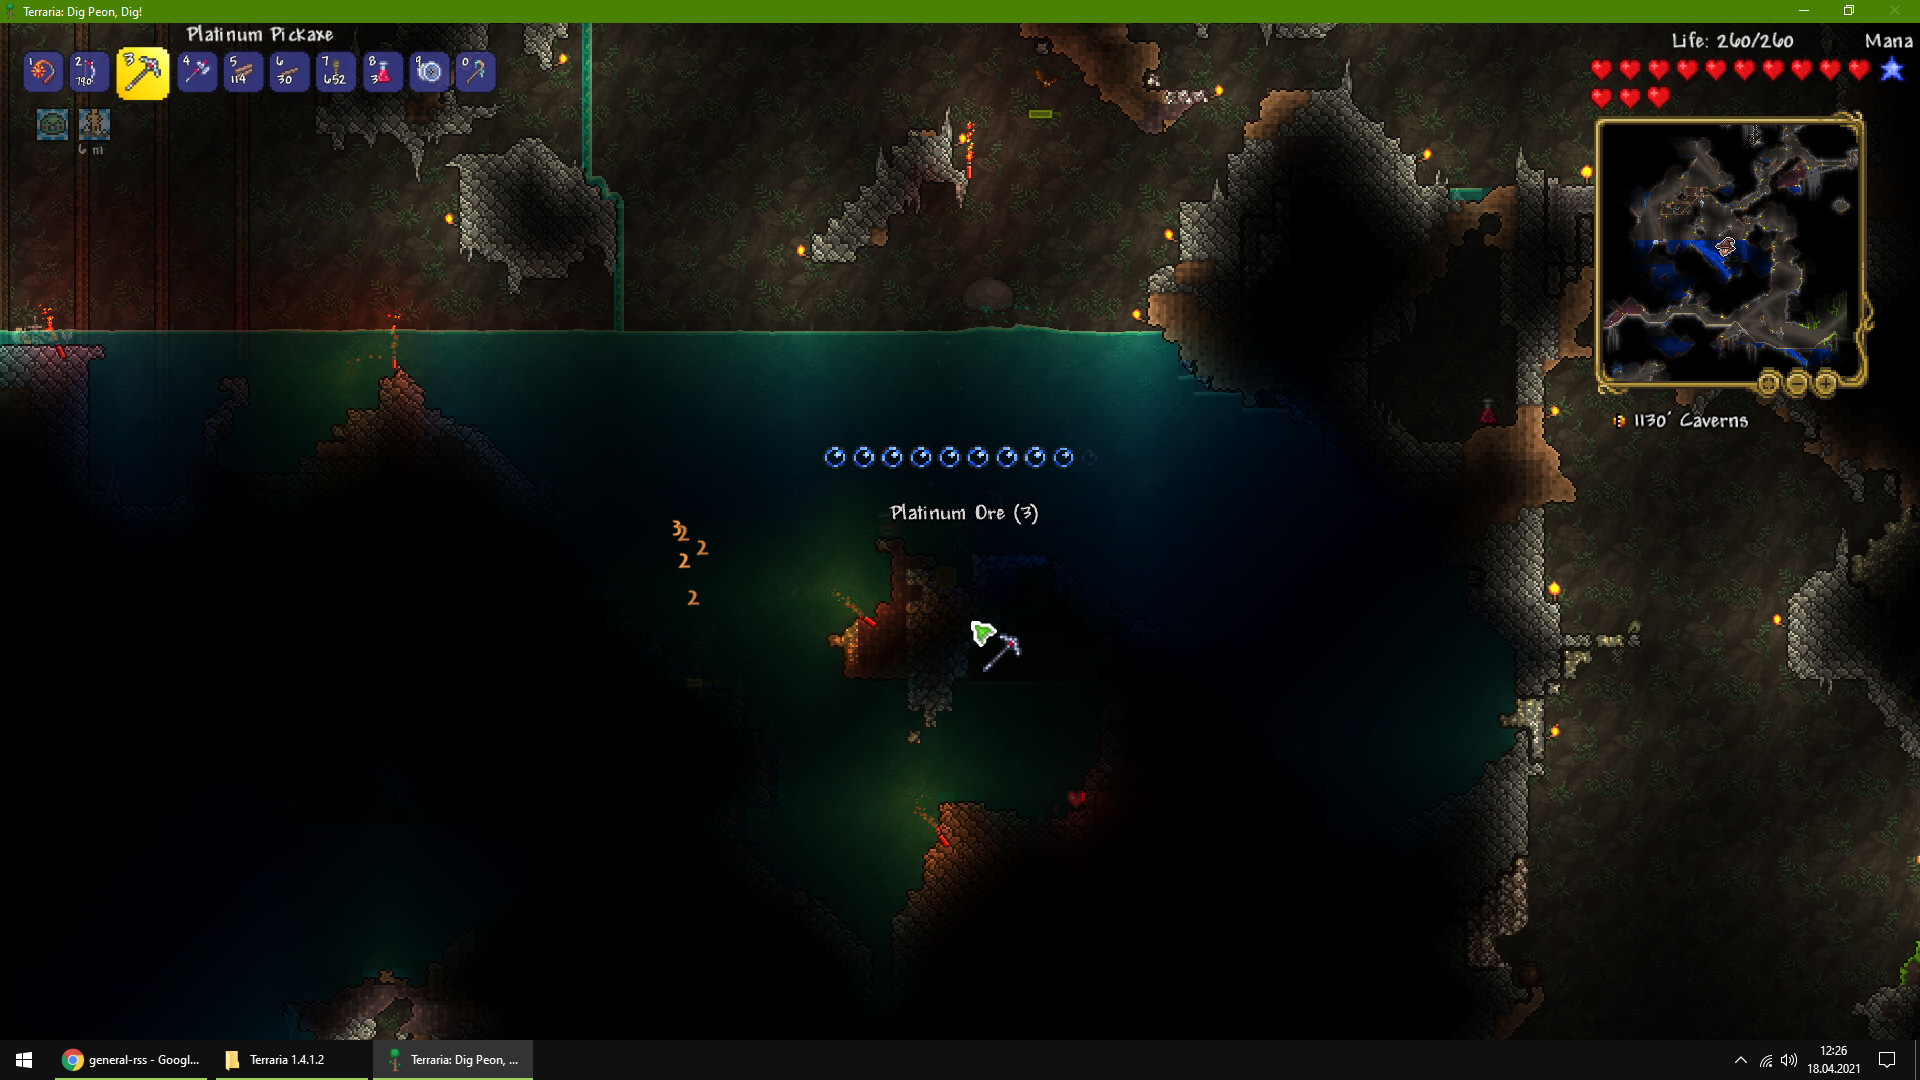 Terraria: Dig Peon, Dig!
Platinum Pickaxe
Life: 260/260
Mana
1 2 3 4 5 6 7 8 9 0
790 114 30 652 3
6 m
1130' Caverns
Platinum Ore (3)
3
2
2
2
2
general-rss - Googl...
Terraria 1.4.1.2
Terraria: Dig Peon, ...
12:26
18.04.2021